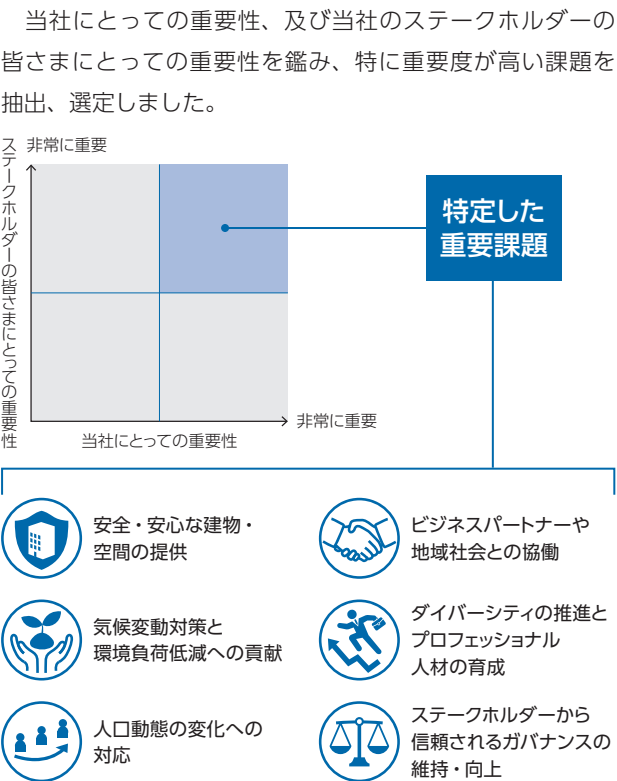 当社にとっての重要性、及び当社のステークホルダーの
皆さまにとっての重要性を鑑み、特に重要度が高い課題を
抽出、選定しました。
ステークホルダーの皆さまにとっての重要性
非常に重要
特定した
重要課題
非常に重要
当社にとっての重要性
安全・安心な建物・
空間の提供
ビジネスパートナーや
地域社会との協働
気候変動対策と
環境負荷低減への貢献
ダイバーシティの推進と
プロフェッショナル
人材の育成
人口動態の変化への
対応
ステークホルダーから
信頼されるガバナンスの
維持・向上